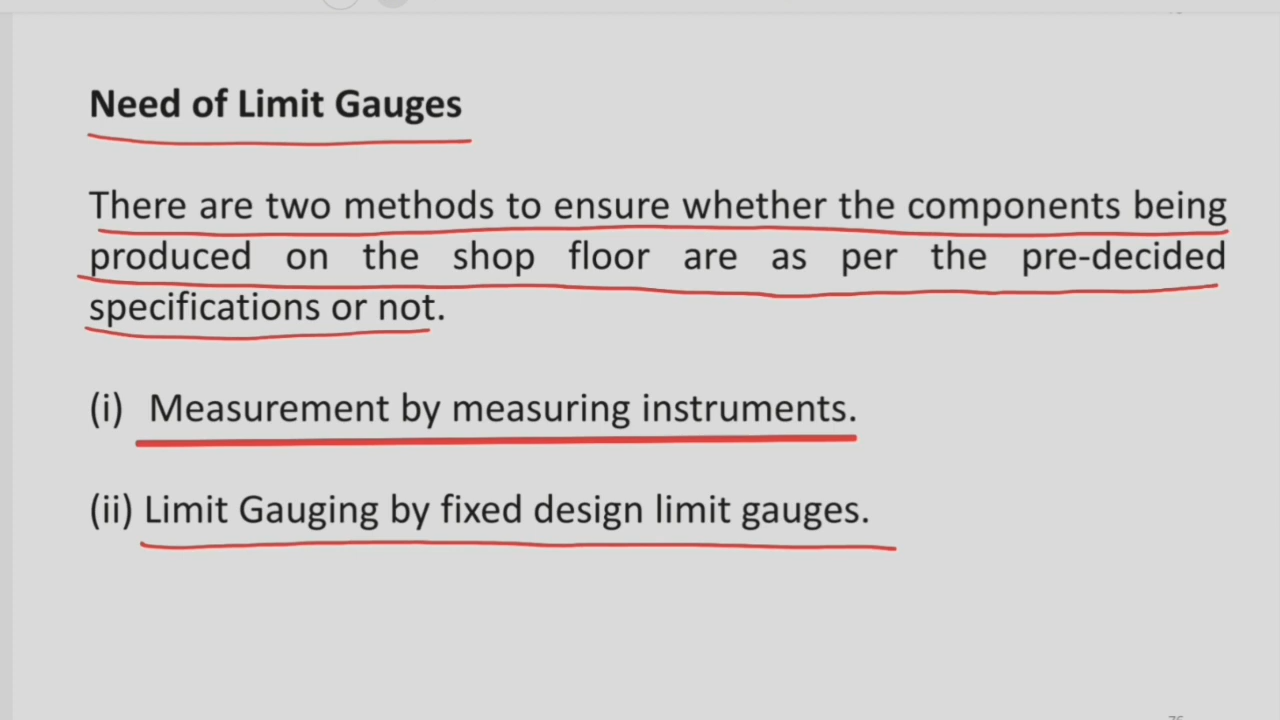 Need of Limit Gauges
There are two methods to ensure whether the components being
produced on the shop floor are as per the pre-decided
specifications or not.
(i) Measurement by measuring instruments.
(ii) Limit Gauging by fixed design limit gauges.